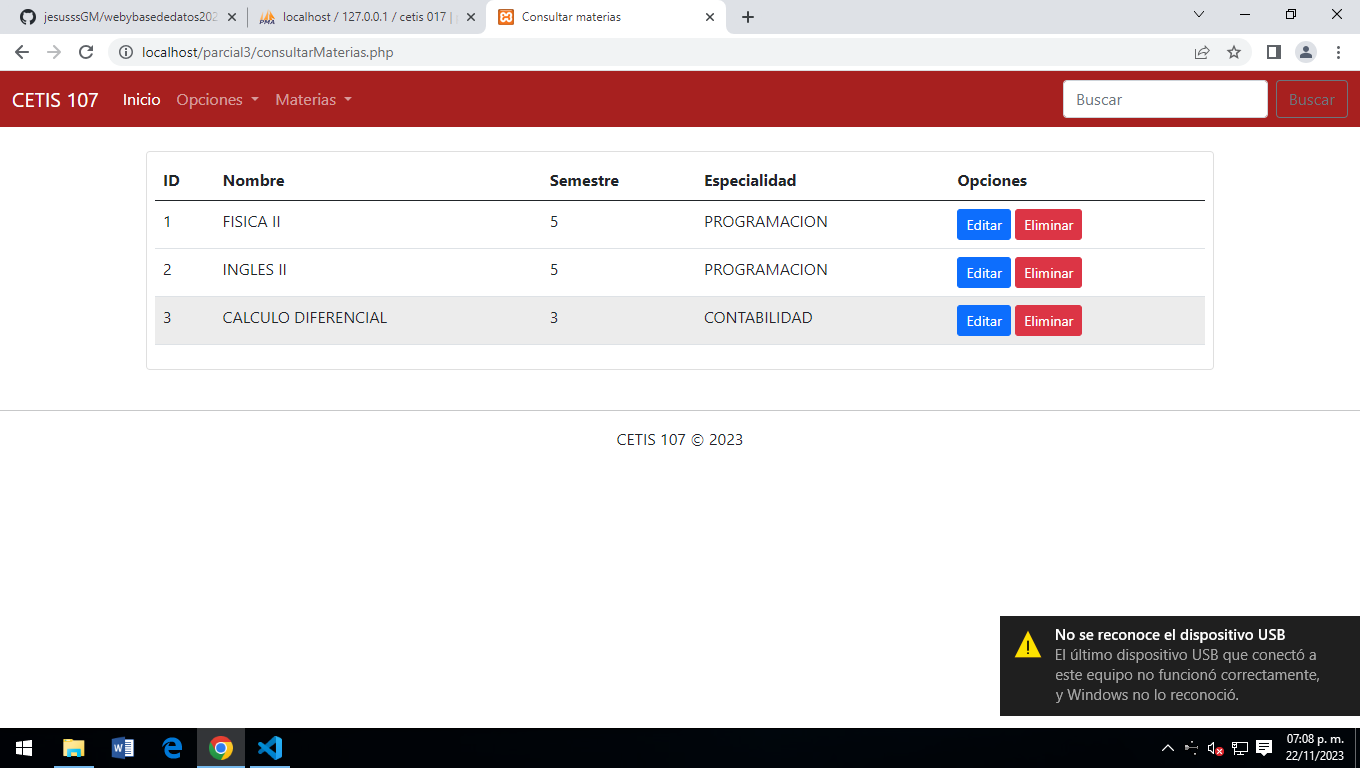 jesusssGM/webybasededatos202
localhost / 127.0.0.1 / cetis 017 |
Consultar materias
localhost/parcial3/consultarMaterias.php
CETIS 107 Inicio Opciones Materias Buscar Buscar
ID Nombre Semestre Especialidad Opciones
1 FISICA II 5 PROGRAMACION Editar Eliminar
2 INGLES II 5 PROGRAMACION Editar Eliminar
3 CALCULO DIFERENCIAL 3 CONTABILIDAD Editar Eliminar
CETIS 107 © 2023
No se reconoce el dispositivo USB
El último dispositivo USB que conectó a
este equipo no funcionó correctamente,
y Windows no lo reconoció.
07:08 p. m.
22/11/2023